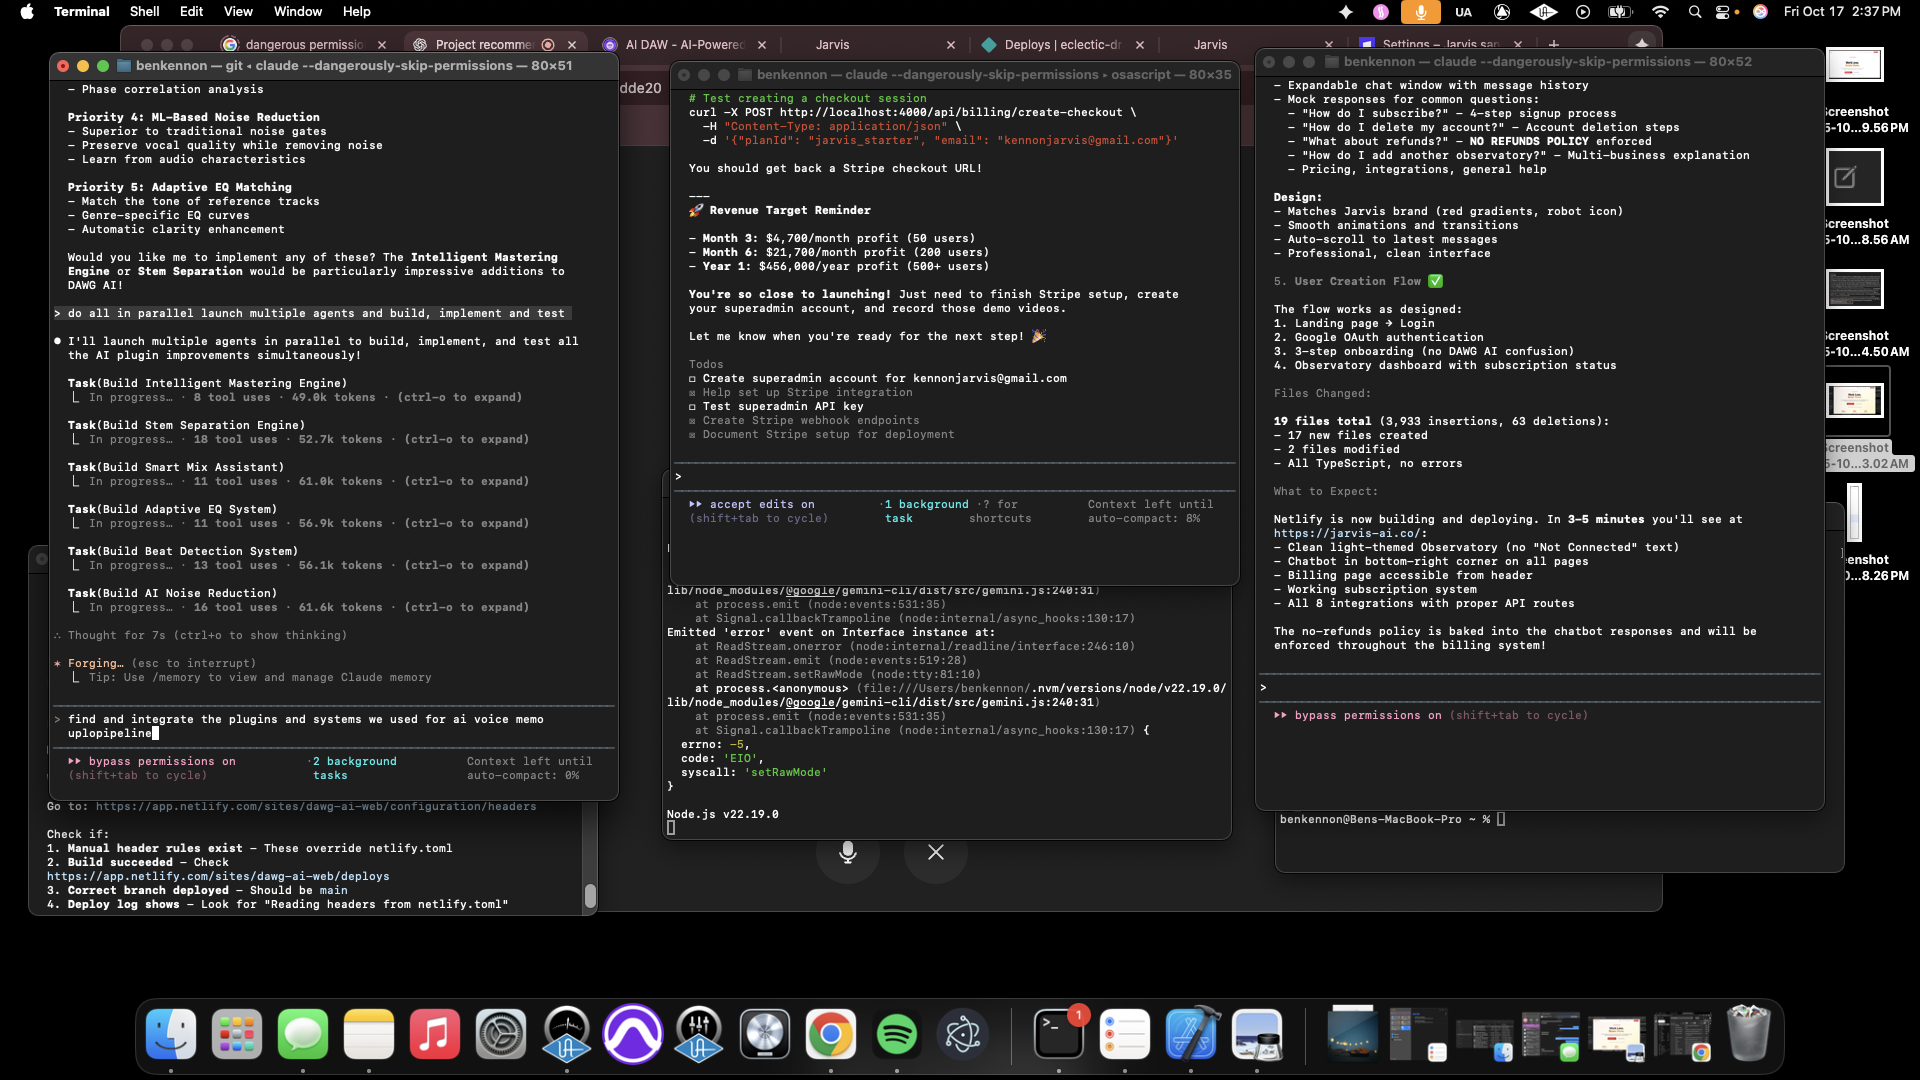 Terminal Shell Edit View Window Help
UA
Fri Oct 17 2:37 PM
dangerous permissio
Project recomme
AI DAW - AI-Powered
Jarvis
Deploys | eclectic-dr
Jarvis
Settings – Jarvis san
dde20
benkennon — git ◂ claude --dangerously-skip-permissions — 80×51
– Phase correlation analysis
Priority 4: ML-Based Noise Reduction
– Superior to traditional noise gates
– Preserve vocal quality while removing noise
– Learn from audio characteristics
Priority 5: Adaptive EQ Matching
– Match the tone of reference tracks
– Genre-specific EQ curves
– Automatic clarity enhancement
Would you like me to implement any of these? The Intelligent Mastering
Engine or Stem Separation would be particularly impressive additions to
DAWG AI!
> do all in parallel launch multiple agents and build, implement and test
● I'll launch multiple agents in parallel to build, implement, and test all
the AI plugin improvements simultaneously!
Task(Build Intelligent Mastering Engine)
⎿ In progress… · 8 tool uses · 49.0k tokens · (ctrl-o to expand)
Task(Build Stem Separation Engine)
⎿ In progress… · 18 tool uses · 52.7k tokens · (ctrl-o to expand)
Task(Build Smart Mix Assistant)
⎿ In progress… · 11 tool uses · 61.0k tokens · (ctrl-o to expand)
Task(Build Adaptive EQ System)
⎿ In progress… · 11 tool uses · 56.9k tokens · (ctrl-o to expand)
Task(Build Beat Detection System)
⎿ In progress… · 13 tool uses · 56.1k tokens · (ctrl-o to expand)
Task(Build AI Noise Reduction)
⎿ In progress… · 16 tool uses · 61.6k tokens · (ctrl-o to expand)
∴ Thought for 7s (ctrl+o to show thinking)
✶ Forging… (esc to interrupt)
⎿ Tip: Use /memory to view and manage Claude memory
> find and integrate the plugins and systems we used for ai voice memo
uplopipeline
▸▸ bypass permissions on · 2 background Context left until
(shift+tab to cycle) tasks auto-compact: 0%
Go to: https://app.netlify.com/sites/dawg-ai-web/configuration/headers
Check if:
1. Manual header rules exist – These override netlify.toml
2. Build succeeded – Check
https://app.netlify.com/sites/dawg-ai-web/deploys
3. Correct branch deployed – Should be main
4. Deploy log shows – Look for "Reading headers from netlify.toml"
benkennon — claude --dangerously-skip-permissions ▸ osascript — 80×35
# Test creating a checkout session
curl -X POST http://localhost:4000/api/billing/create-checkout \
-H "Content-Type: application/json" \
-d '{"planId": "jarvis_starter", "email": "kennonjarvis@gmail.com"}'
You should get back a Stripe checkout URL!
---
🚀 Revenue Target Reminder
– Month 3: $4,700/month profit (50 users)
– Month 6: $21,700/month profit (200 users)
– Year 1: $456,000/year profit (500+ users)
You're so close to launching! Just need to finish Stripe setup, create
your superadmin account, and record those demo videos.
Let me know when you're ready for the next step! 🎉
Todos
☐ Create superadmin account for kennonjarvis@gmail.com
☒ Help set up Stripe integration
☐ Test superadmin API key
☒ Create Stripe webhook endpoints
☒ Document Stripe setup for deployment
>
▸▸ accept edits on · 1 background · ? for Context left until
(shift+tab to cycle) task shortcuts auto-compact: 8%
lib/node_modules/@google/gemini-cli/dist/src/gemini.js:240:31)
at process.emit (node:events:531:35)
at Signal.callbackTrampoline (node:internal/async_hooks:130:17)
Emitted 'error' event on Interface instance at:
at ReadStream.onerror (node:internal/readline/interface:246:10)
at ReadStream.emit (node:events:519:28)
at ReadStream.setRawMode (node:tty:81:10)
at process.<anonymous> (file:///Users/benkennon/.nvm/versions/node/v22.19.0/
lib/node_modules/@google/gemini-cli/dist/src/gemini.js:240:31)
at process.emit (node:events:531:35)
at Signal.callbackTrampoline (node:internal/async_hooks:130:17) {
errno: -5,
code: 'EIO',
syscall: 'setRawMode'
}
Node.js v22.19.0
benkennon — claude --dangerously-skip-permissions — 80×52
– Expandable chat window with message history
– Mock responses for common questions:
– "How do I subscribe?" – 4-step signup process
– "How do I delete my account?" – Account deletion steps
– "What about refunds?" – NO REFUNDS POLICY enforced
– "How do I add another observatory?" – Multi-business explanation
– Pricing, integrations, general help
Design:
– Matches Jarvis brand (red gradients, robot icon)
– Smooth animations and transitions
– Auto-scroll to latest messages
– Professional, clean interface
5. User Creation Flow ✅
The flow works as designed:
1. Landing page → Login
2. Google OAuth authentication
3. 3-step onboarding (no DAWG AI confusion)
4. Observatory dashboard with subscription status
Files Changed:
19 files total (3,933 insertions, 63 deletions):
– 17 new files created
– 2 files modified
– All TypeScript, no errors
What to Expect:
Netlify is now building and deploying. In 3-5 minutes you'll see at
https://jarvis-ai.co/:
– Clean light-themed Observatory (no "Not Connected" text)
– Chatbot in bottom-right corner on all pages
– Billing page accessible from header
– Working subscription system
– All 8 integrations with proper API routes
The no-refunds policy is baked into the chatbot responses and will be
enforced throughout the billing system!
>
▸▸ bypass permissions on (shift+tab to cycle)
benkennon@Bens-MacBook-Pro ~ %
Screenshot
5-10...9.56 PM
Screenshot
5-10...8.56 AM
Screenshot
5-10...4.50 AM
Screenshot
5-10...3.02 AM
enshot
0...8.26 PM
1